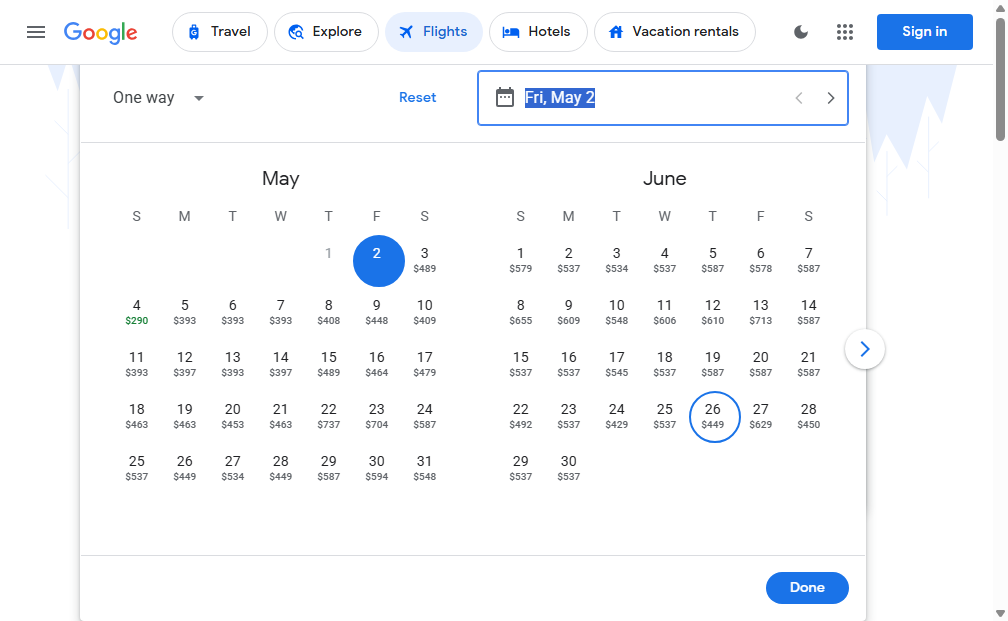 Google
Travel
Explore
Flights
Hotels
Vacation rentals
Sign in
One way
Reset
Fri, May 2
May
June
S M T W T F S
S M T W T F S
1 2 3
$489
1 2 3 4 5 6 7
$579 $537 $534 $537 $587 $578 $587
4 5 6 7 8 9 10
$290 $393 $393 $393 $408 $448 $409
8 9 10 11 12 13 14
$655 $609 $548 $606 $610 $713 $587
11 12 13 14 15 16 17
$393 $397 $393 $397 $489 $464 $479
15 16 17 18 19 20 21
$537 $537 $545 $537 $587 $587 $587
18 19 20 21 22 23 24
$463 $463 $453 $463 $737 $704 $587
22 23 24 25 26 27 28
$492 $537 $429 $537 $449 $629 $450
25 26 27 28 29 30 31
$537 $449 $534 $449 $587 $594 $548
29 30
$537 $537
Done